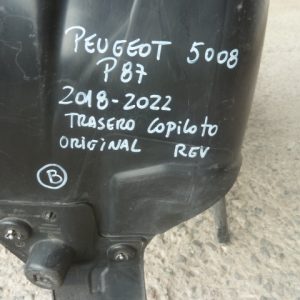 PEUGEOT 5008
P87
2018-2022
TRASERO COPILOTO
ORIGINAL REV
B